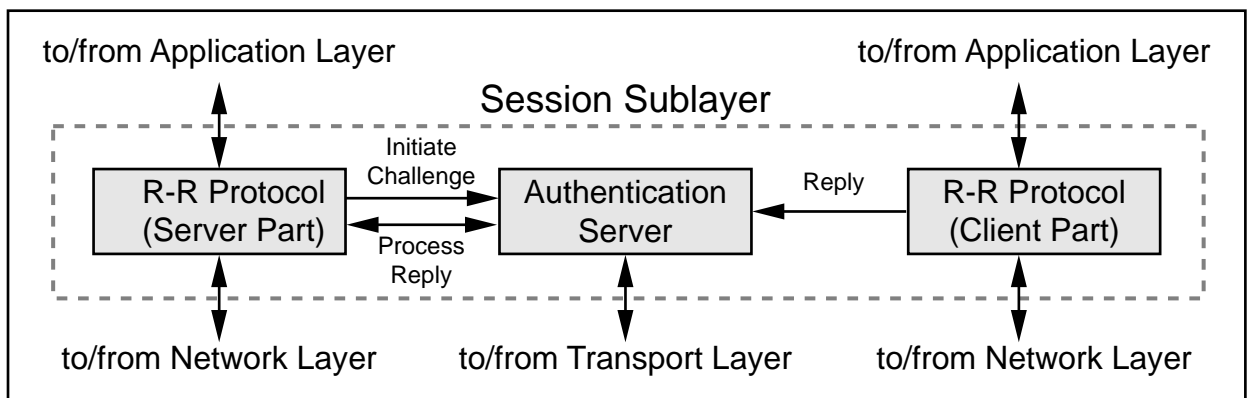 to/from Application Layer
to/from Application Layer
Session Sublayer
Initiate
Challenge
R-R Protocol
(Server Part)
Process
Reply
Authentication
Server
Reply
R-R Protocol
(Client Part)
to/from Network Layer
to/from Transport Layer
to/from Network Layer